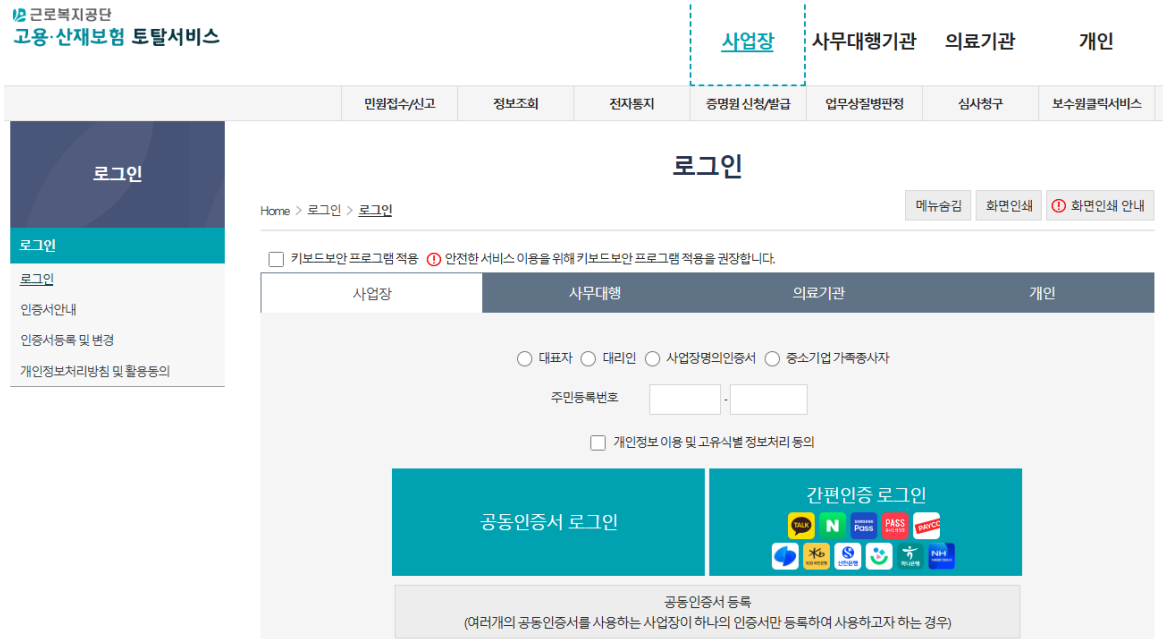 근로복지공단
고용·산재보험 토탈서비스
사업장 사무대행기관 의료기관 개인
민원접수/신고 정보조회 전자통지 증명원 신청/발급 업무상질병판정 심사청구 보수원클릭서비스
로그인
로그인
로그인
인증서안내
인증서등록 및 변경
개인정보처리방침 및 활용동의
로그인
Home > 로그인 > 로그인
메뉴숨김 화면인쇄 화면인쇄 안내
키보드보안 프로그램 적용 안전한 서비스 이용을 위해 키보드보안 프로그램 적용을 권장합니다.
사업장 사무대행 의료기관 개인
대표자 대리인 사업장명의인증서 중소기업 가족종사자
주민등록번호 -
개인정보 이용 및 고유식별 정보처리 동의
공동인증서 로그인
간편인증 로그인
TALK N SAMSUNG Pass PASS PAYCO
Kb 신한은행 하나은행 NH
공동인증서 등록
(여러개의 공동인증서를 사용하는 사업장이 하나의 인증서만 등록하여 사용하고자 하는 경우)